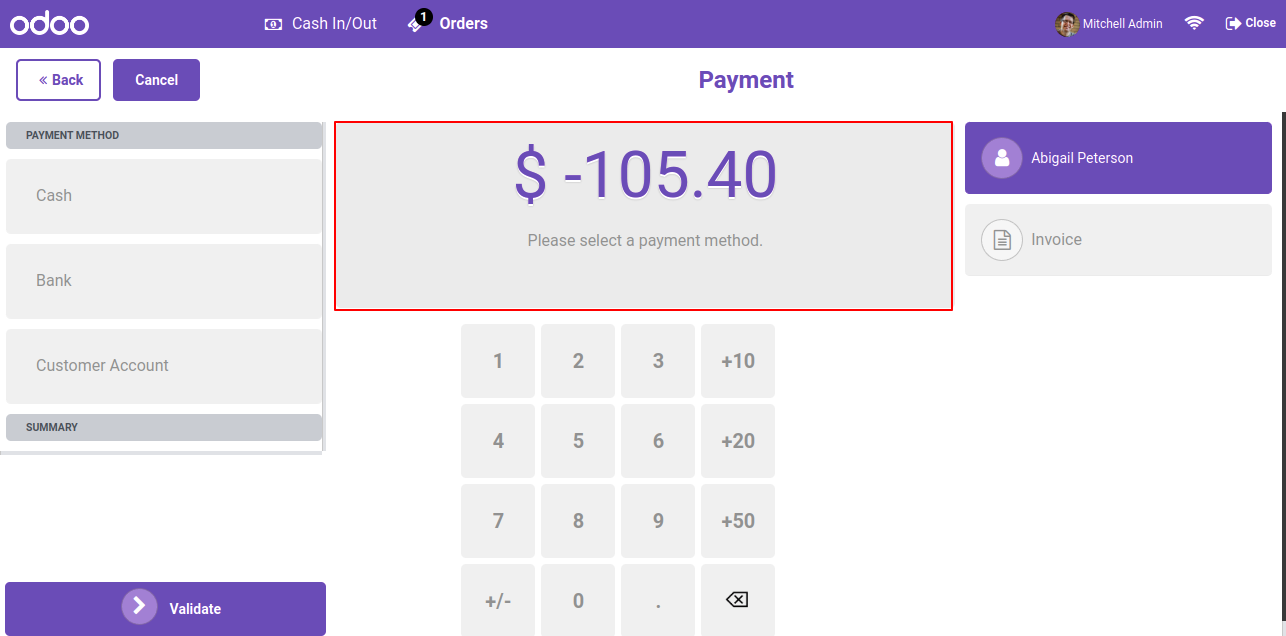 odoo
Cash In/Out
1
Orders
Mitchell Admin
Close
« Back
Cancel
Payment
PAYMENT METHOD
Cash
Bank
Customer Account
SUMMARY
Validate
$ -105.40
Please select a payment method.
1 2 3 +10
4 5 6 +20
7 8 9 +50
+/- 0 .
Abigail Peterson
Invoice